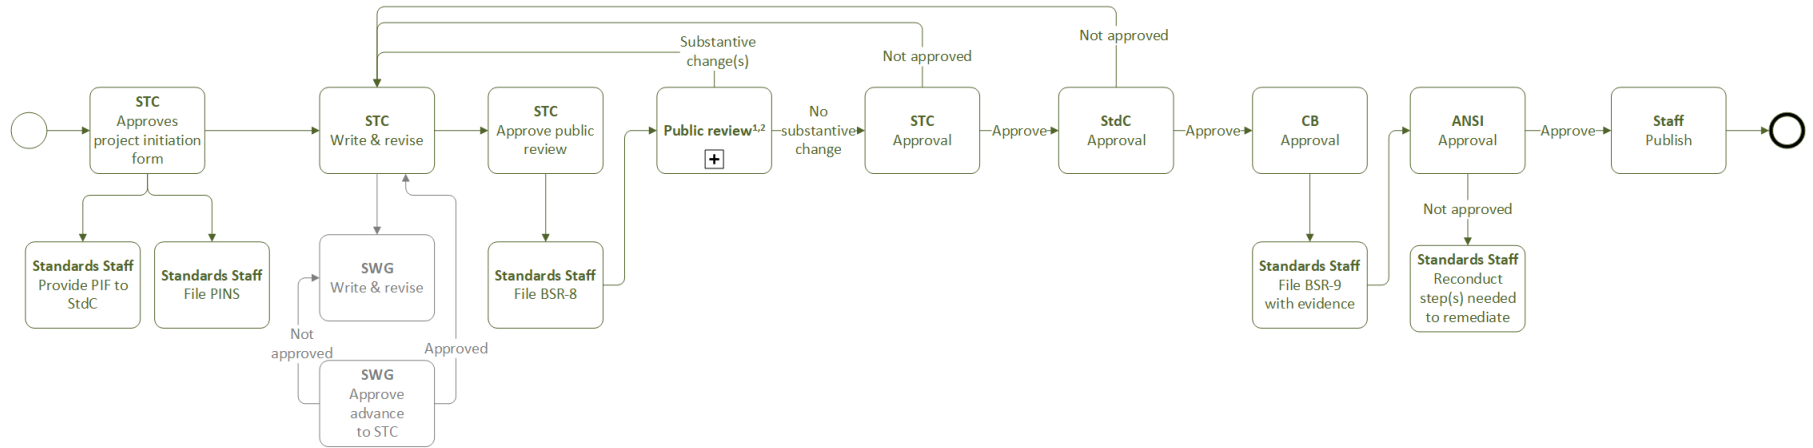 STC
Approves
project initiation
form
Standards Staff
Provide PIF to
StdC
Standards Staff
File PINS
STC
Write & revise
SWG
Write & revise
Not
approved
Approved
SWG
Approve
advance
to STC
STC
Approve public
review
Standards Staff
File BSR-8
Substantive
change(s)
Public review¹,²
No
substantive
change
Not approved
STC
Approval
Approve
Not approved
StdC
Approval
Approve
CB
Approval
Standards Staff
File BSR-9
with evidence
ANSI
Approval
Not approved
Standards Staff
Reconduct
step(s) needed
to remediate
Approve
Staff
Publish